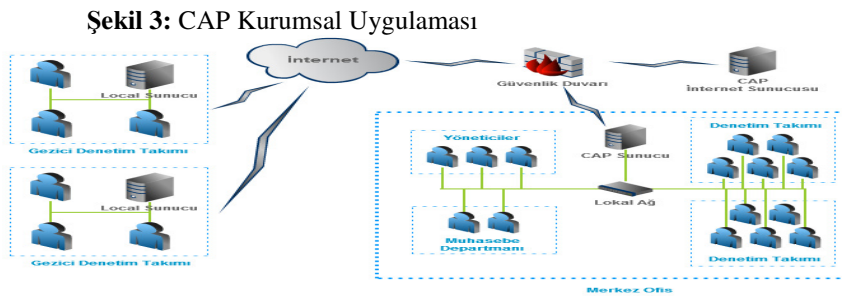 Şekil 3: CAP Kurumsal Uygulaması
internet
Local Sunucu
Gezici Denetim Takımı
Local Sunucu
Gezici Denetim Takımı
Güvenlik Duvarı
CAP
İnternet Sunucusu
Yöneticiler
CAP Sunucu
Lokal Ağ
Muhasebe
Departmanı
Denetim Takımı
Denetim Takımı
Merkez Ofis